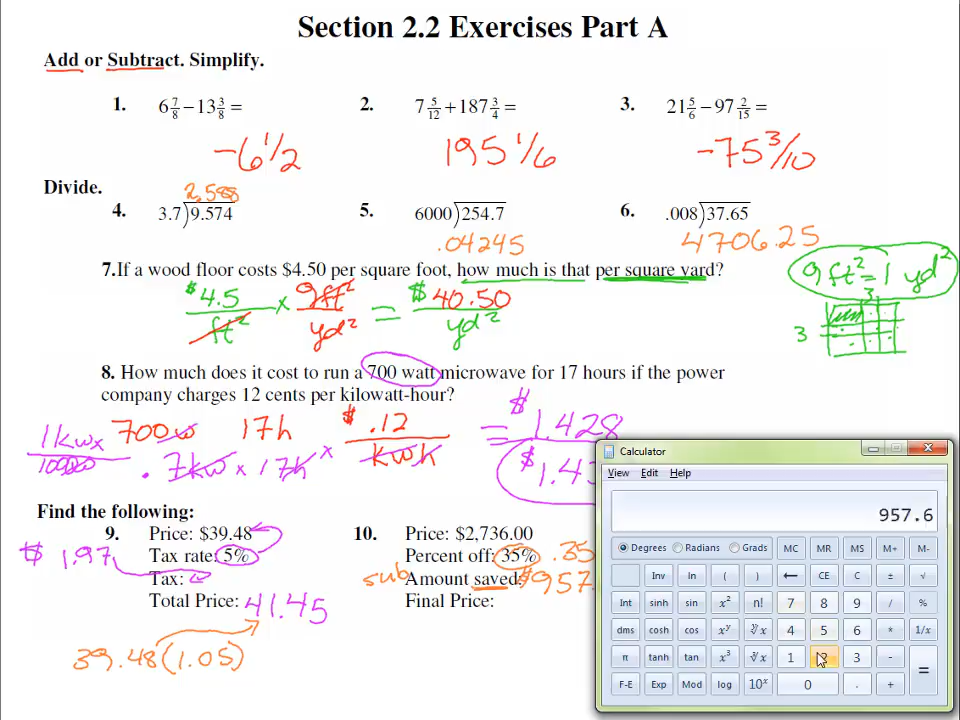 Section 2.2 Exercises Part A
Add or Subtract. Simplify.
1. 6 7/8 − 13 3/8 =
2. 7 5/12 + 187 3/4 =
3. 21 5/6 − 97 2/15 =
-6 1/2
195 1/6
-75 3/10
Divide.
4. 3.7)9.574
5. 6000)254.7
6. .008)37.65
.04245
4706.25
7. If a wood floor costs $4.50 per square foot, how much is that per square yard?
9 ft² = 1 yd²
$4.5/ft² × 9ft²/yd² = $40.50/yd²
3
3
8. How much does it cost to run a 700 watt microwave for 17 hours if the power
company charges 12 cents per kilowatt-hour?
1kw × 700w 17h $.12/kwh = $1.428
1000w .7kw × 17h × $1.43
Find the following:
9. Price: $39.48
Tax rate: 5%
$1.97
Tax:
Total Price: 41.45
39.48(1.05)
10. Price: $2,736.00
Percent off: 35% .35
sub Amount saved: $957.
Final Price:
Calculator
View Edit Help
957.6
Degrees Radians Grads MC MR MS M+ M-
Inv ln ( ) ← CE C ± √
Int sinh sin x² n! 7 8 9 / %
dms cosh cos xʸ ʸ√x 4 5 6 * 1/x
π tanh tan x³ ³√x 1 2 3 - =
F-E Exp Mod log 10ˣ 0 . +